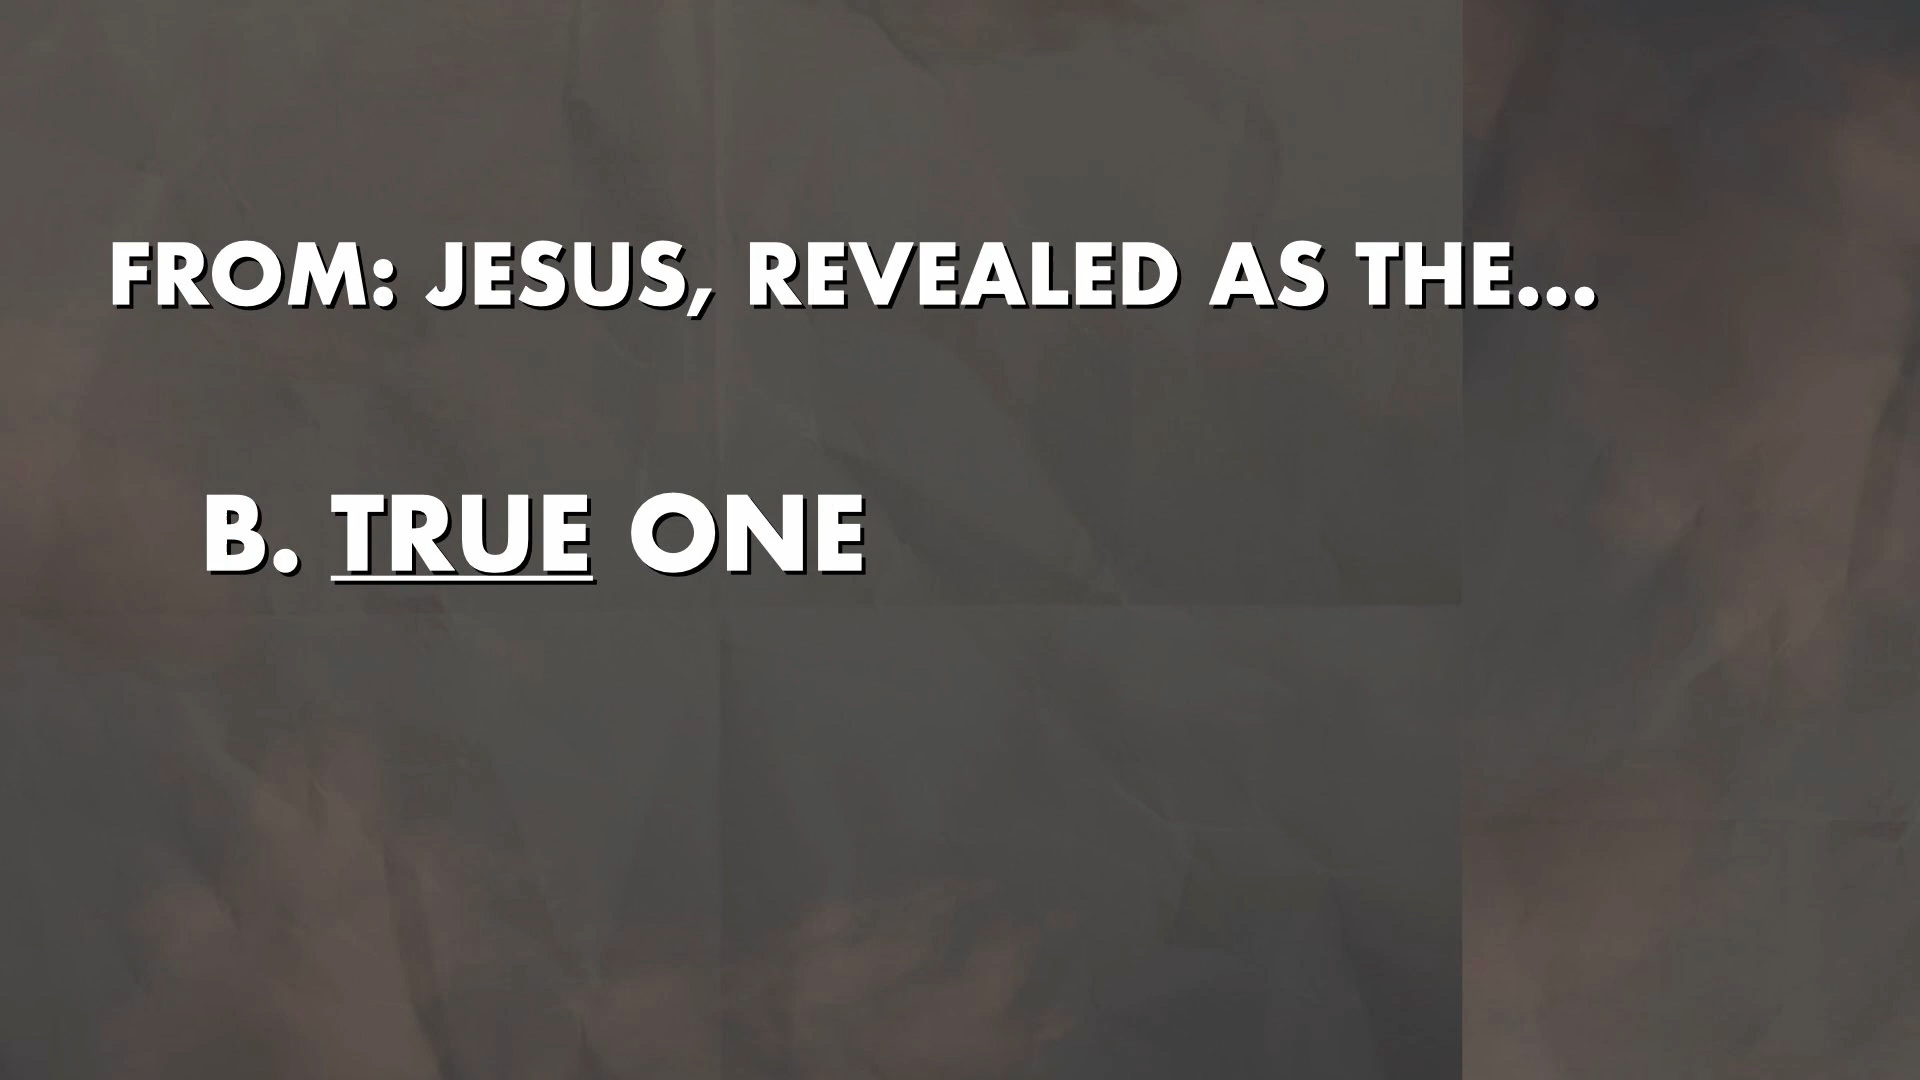 FROM: JESUS, REVEALED AS THE...
B. TRUE ONE